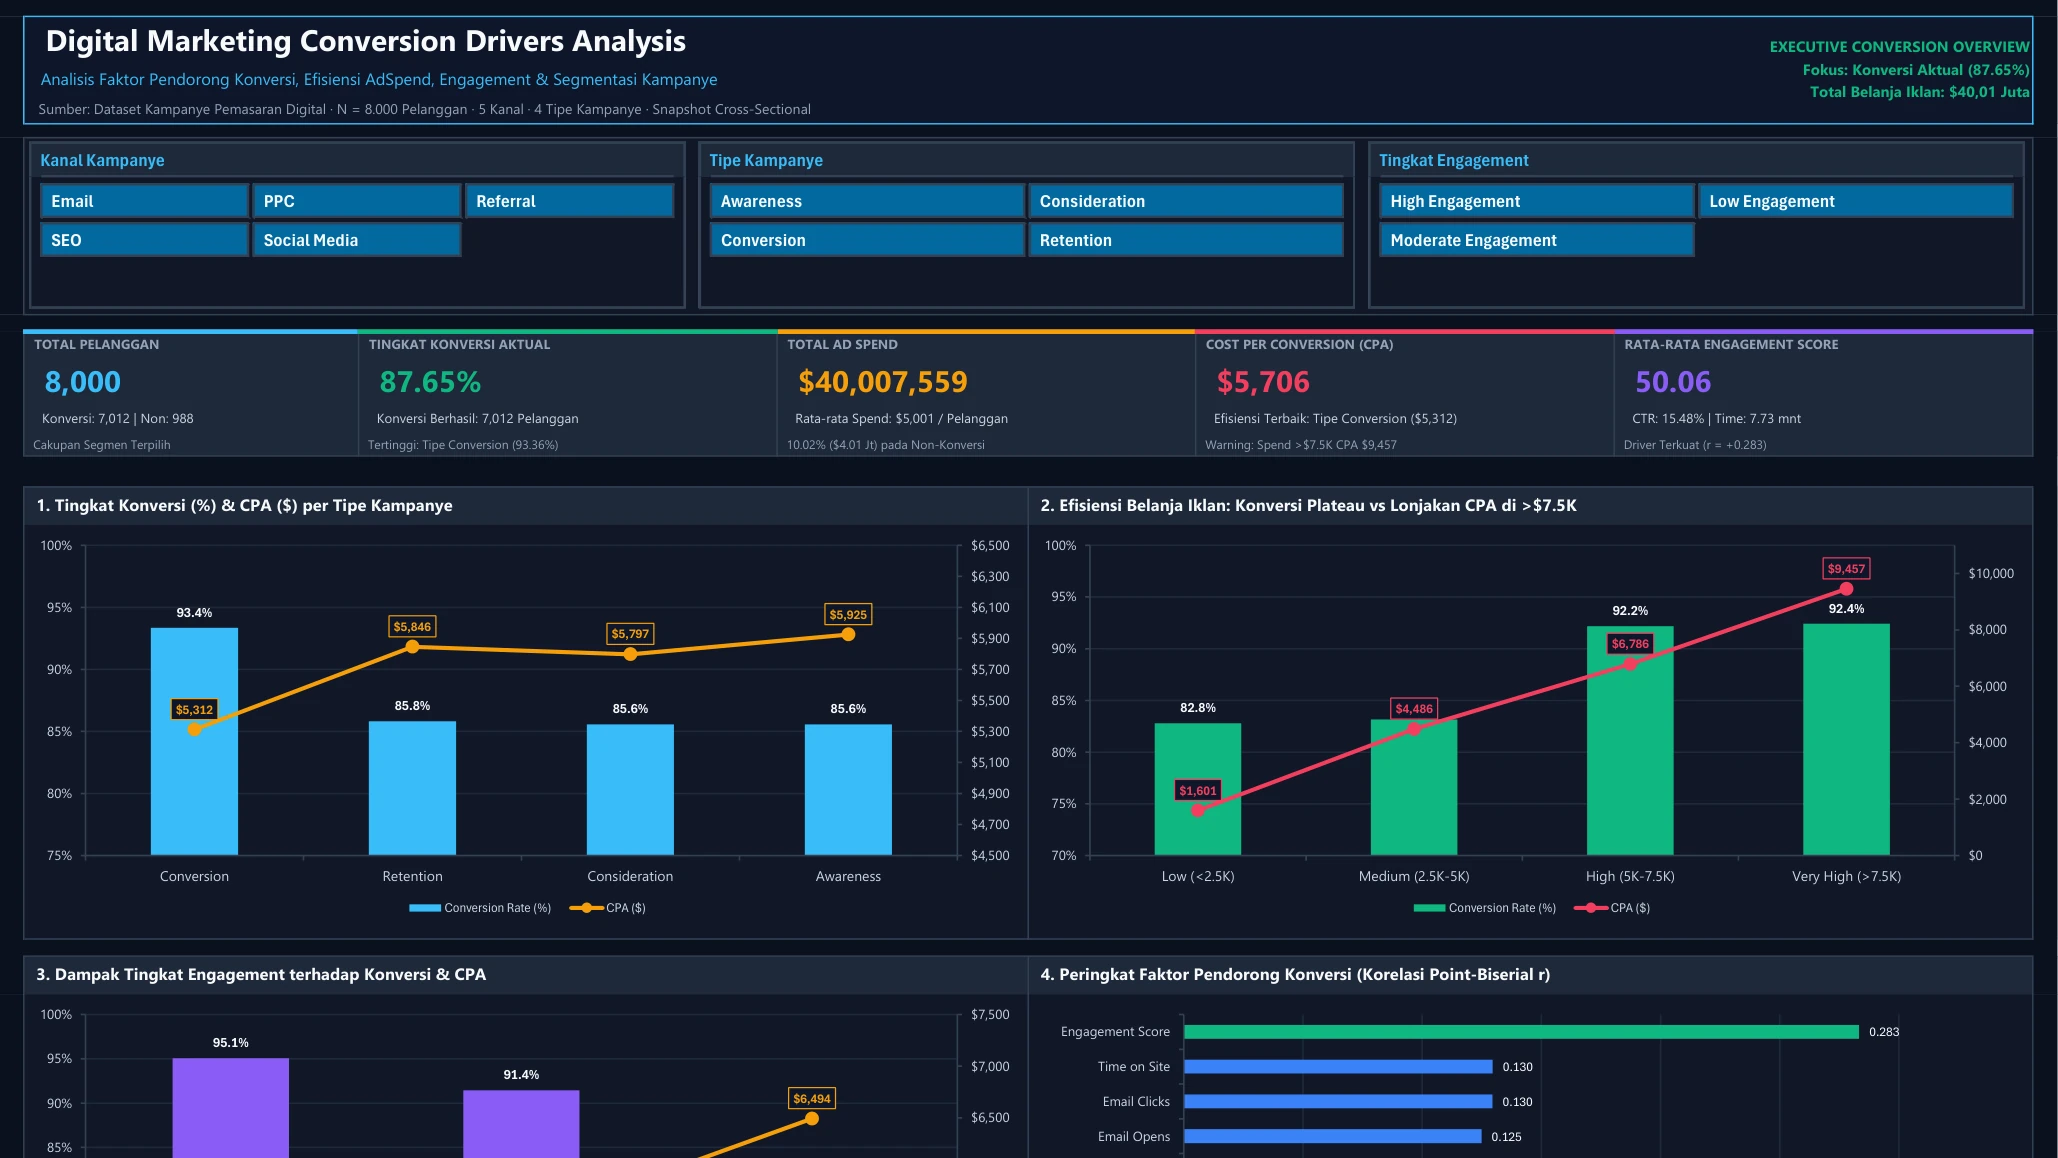 Digital Marketing Conversion Drivers Analysis
Analisis Faktor Pendorong Konversi, Efisiensi AdSpend, Engagement & Segmentasi Kampanye
Sumber: Dataset Kampanye Pemasaran Digital · N = 8.000 Pelanggan · 5 Kanal · 4 Tipe Kampanye · Snapshot Cross-Sectional
EXECUTIVE CONVERSION OVERVIEW
Fokus: Konversi Aktual (87.65%)
Total Belanja Iklan: $40,01 Juta
Kanal Kampanye
Email
PPC
Referral
SEO
Social Media
Tipe Kampanye
Awareness
Consideration
Conversion
Retention
Tingkat Engagement
High Engagement
Low Engagement
Moderate Engagement
TOTAL PELANGGAN
8,000
Konversi: 7,012 | Non: 988
Cakupan Segmen Terpilih
TINGKAT KONVERSI AKTUAL
87.65%
Konversi Berhasil: 7,012 Pelanggan
Tertinggi: Tipe Conversion (93.36%)
TOTAL AD SPEND
$40,007,559
Rata-rata Spend: $5,001 / Pelanggan
10.02% ($4.01 Jt) pada Non-Konversi
COST PER CONVERSION (CPA)
$5,706
Efisiensi Terbaik: Tipe Conversion ($5,312)
Warning: Spend >$7.5K CPA $9,457
RATA-RATA ENGAGEMENT SCORE
50.06
CTR: 15.48% | Time: 7.73 mnt
Driver Terkuat (r = +0.283)
1. Tingkat Konversi (%) & CPA ($) per Tipe Kampanye
100%
95%
90%
85%
80%
75%
93.4%
85.8%
85.6%
85.6%
$5,312
$5,846
$5,797
$5,925
$6,500
$6,300
$6,100
$5,900
$5,700
$5,500
$5,300
$5,100
$4,900
$4,700
$4,500
Conversion
Retention
Consideration
Awareness
Conversion Rate (%)
CPA ($)
2. Efisiensi Belanja Iklan: Konversi Plateau vs Lonjakan CPA di >$7.5K
100%
95%
90%
85%
80%
75%
70%
82.8%
92.2%
92.4%
$1,601
$4,486
$6,786
$9,457
$10,000
$8,000
$6,000
$4,000
$2,000
$0
Low (<2.5K)
Medium (2.5K-5K)
High (5K-7.5K)
Very High (>7.5K)
Conversion Rate (%)
CPA ($)
3. Dampak Tingkat Engagement terhadap Konversi & CPA
100%
95%
90%
85%
95.1%
91.4%
$6,494
$7,500
$7,000
$6,500
4. Peringkat Faktor Pendorong Konversi (Korelasi Point-Biserial r)
Engagement Score
0.283
Time on Site
0.130
Email Clicks
0.130
Email Opens
0.125